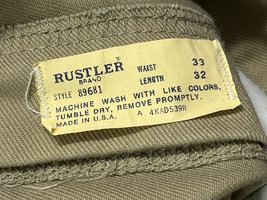 RUSTLER® WAIST 33
BRAND LENGTH 32
STYLE 89681
MACHINE WASH WITH LIKE COLORS,
TUMBLE DRY, REMOVE PROMPTLY.
MADE IN U.S.A. A 4KAD539R